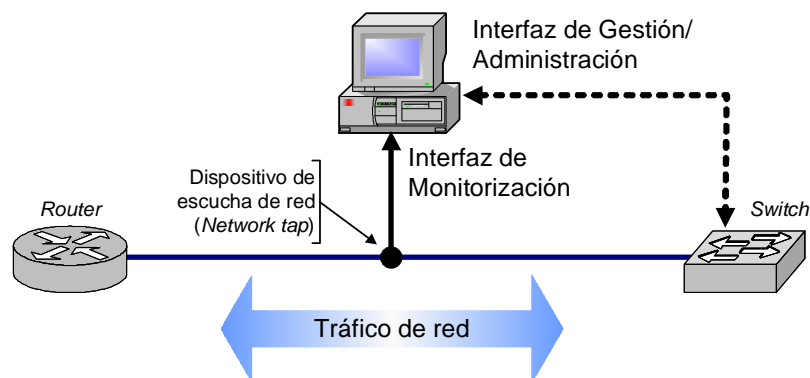 Interfaz de Gestión/
Administración
Interfaz de
Monitorización
Dispositivo de
escucha de red
(Network tap)
Router
Switch
Tráfico de red